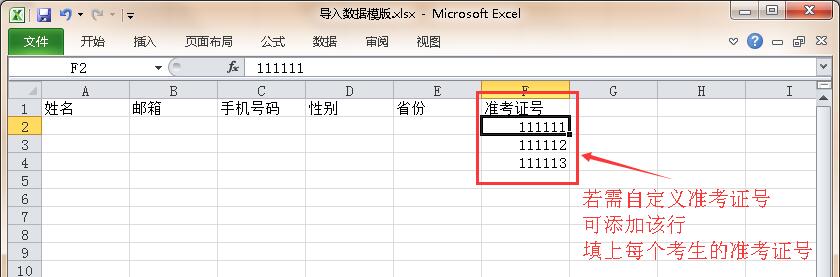 导入数据模版.xlsx - Microsoft Excel
文件 开始 插入 页面布局 公式 数据 审阅 视图
F2 fx 111111
A B C D E F G H I
1 姓名 邮箱 手机号码 性别 省份 准考证号
2 111111
3 111112
4 111113
5
6
7
8
9
10
若需自定义准考证号
可添加该行
填上每个考生的准考证号